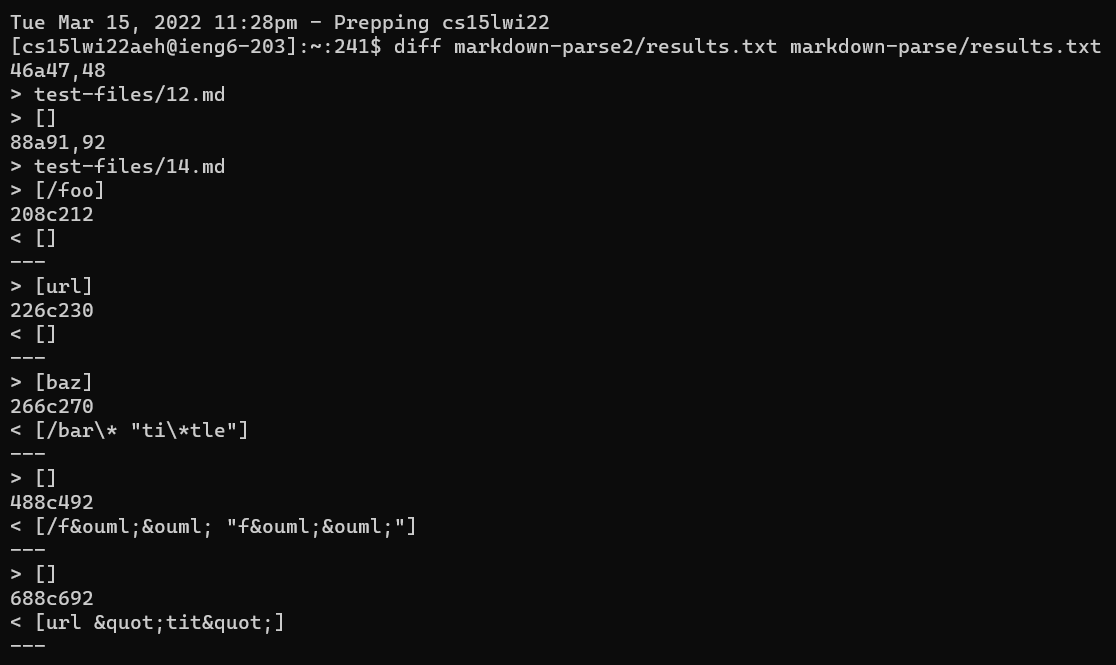 Tue Mar 15, 2022 11:28pm - Prepping cs15lwi22
[cs15lwi22aeh@ieng6-203]:~:241$ diff markdown-parse2/results.txt markdown-parse/results.txt
46a47,48
> test-files/12.md
> []
88a91,92
> test-files/14.md
> [/foo]
208c212
< []
---
> [url]
226c230
< []
---
> [baz]
266c270
< [/bar\* "ti\*tle"]
---
> []
488c492
< [/f&ouml;&ouml; "f&ouml;&ouml;"]
---
> []
688c692
< [url &quot;tit&quot;]
---